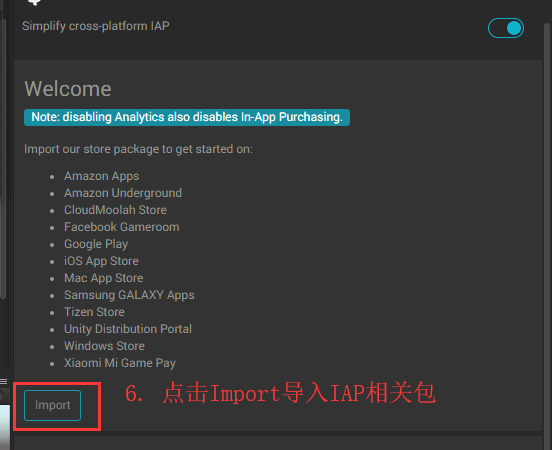 Simplify cross-platform IAP
Welcome
Note: disabling Analytics also disables In-App Purchasing.
Import our store package to get started on:
Amazon Apps
Amazon Underground
CloudMoolah Store
Facebook Gameroom
Google Play
iOS App Store
Mac App Store
Samsung GALAXY Apps
Tizen Store
Unity Distribution Portal
Windows Store
Xiaomi Mi Game Pay
6. 点击Import导入IAP相关包
Import